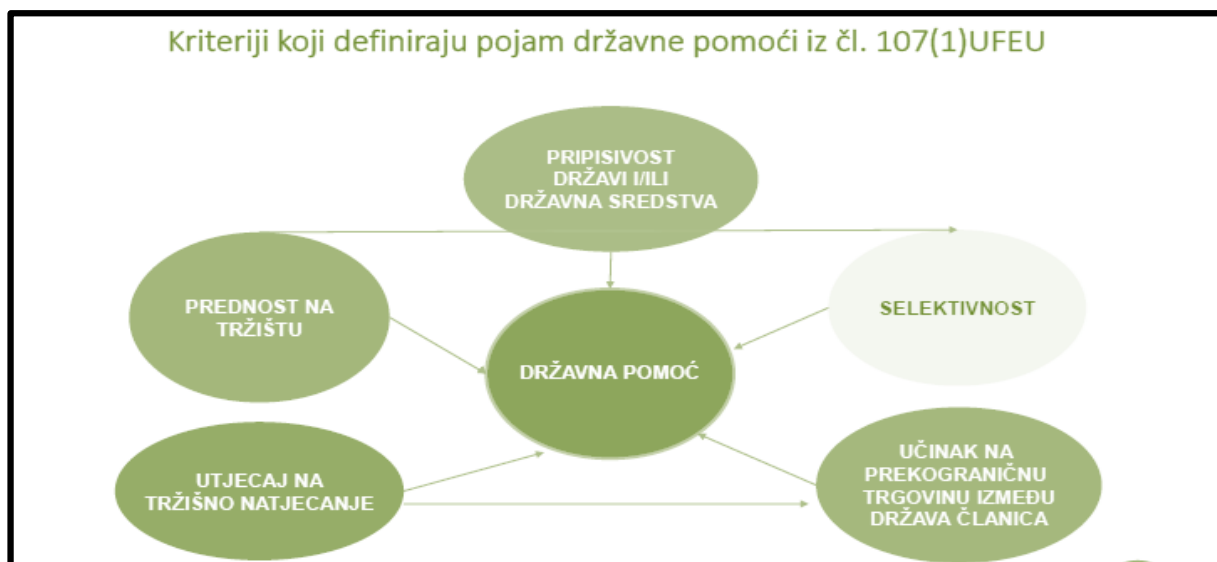 Kriteriji koji definiraju pojam državne pomoći iz čl. 107(1)UFEU
PRIPISIVOST
DRŽAVI I/ILI
DRŽAVNA SREDSTVA
PREDNOST NA
TRŽIŠTU
SELEKTIVNOST
DRŽAVNA POMOĆ
UTJECAJ NA
TRŽIŠNO NATJECANJE
UČINAK NA
PREKOGRANIČNU
TRGOVINU IZMEĐU
DRŽAVA ČLANICA